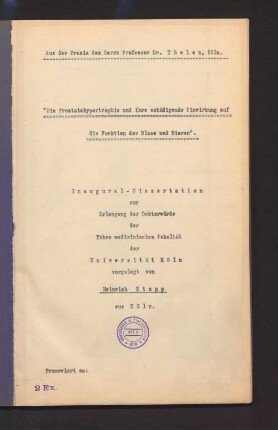 Aus der Praxis des Herrn Professor Dr. Thelen, Köln.
"Die Prostatahypertrophie und ihre schädigende Einwirkung auf
die Funktion der Blase und Nieren".
Inaugural-Dissertation
zur
Erlangung der Doktorwürde
der
Hohen medizinischen Fakultät
der
Universität Köln
vorgelegt von
Heinrich Stupp
aus Köln.
Promoviert am:
2 Ex.